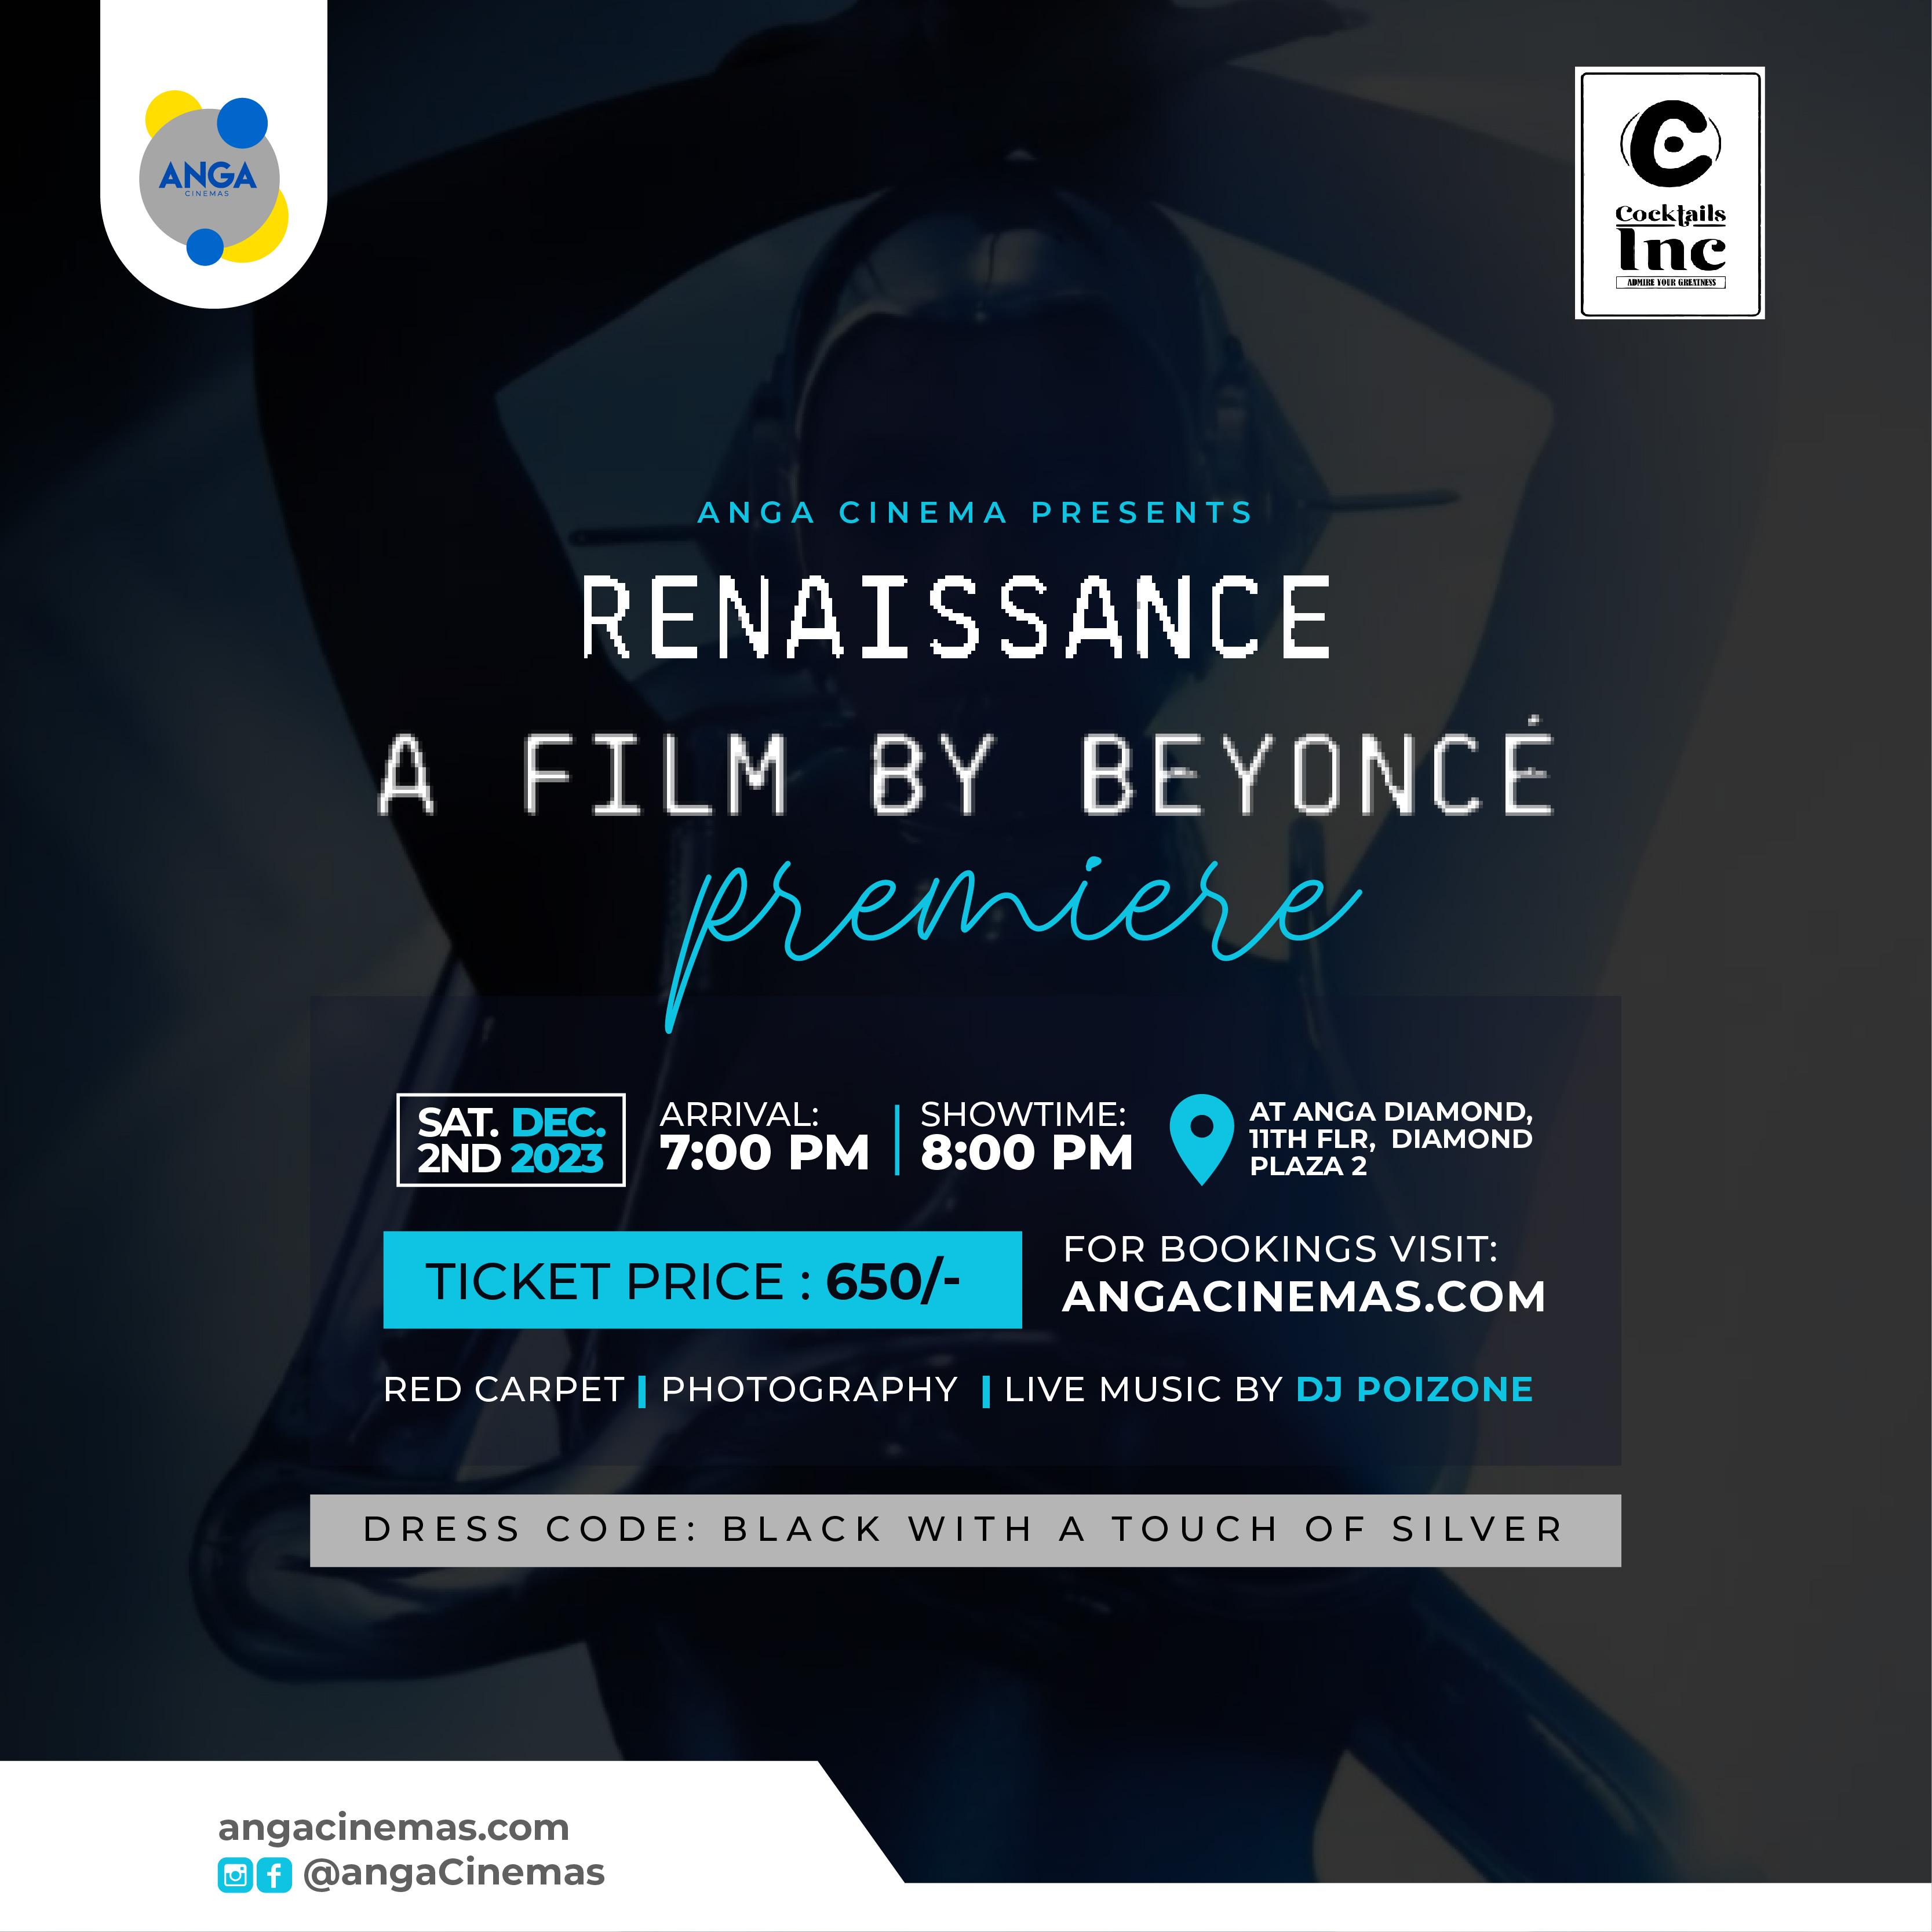 ANGA
CINEMAS
Cocktails
Inc
ADMIRE YOUR GREATNESS
ANGA CINEMA PRESENTS
RENAISSANCE
A FILM BY BEYONCÉ
premiere
SAT. DEC.
2ND 2023
ARRIVAL:
7:00 PM
SHOWTIME:
8:00 PM
AT ANGA DIAMOND,
11TH FLR, DIAMOND
PLAZA 2
TICKET PRICE : 650/-
FOR BOOKINGS VISIT:
ANGACINEMAS.COM
RED CARPET | PHOTOGRAPHY | LIVE MUSIC BY DJ POIZONE
DRESS CODE: BLACK WITH A TOUCH OF SILVER
angacinemas.com
@angaCinemas